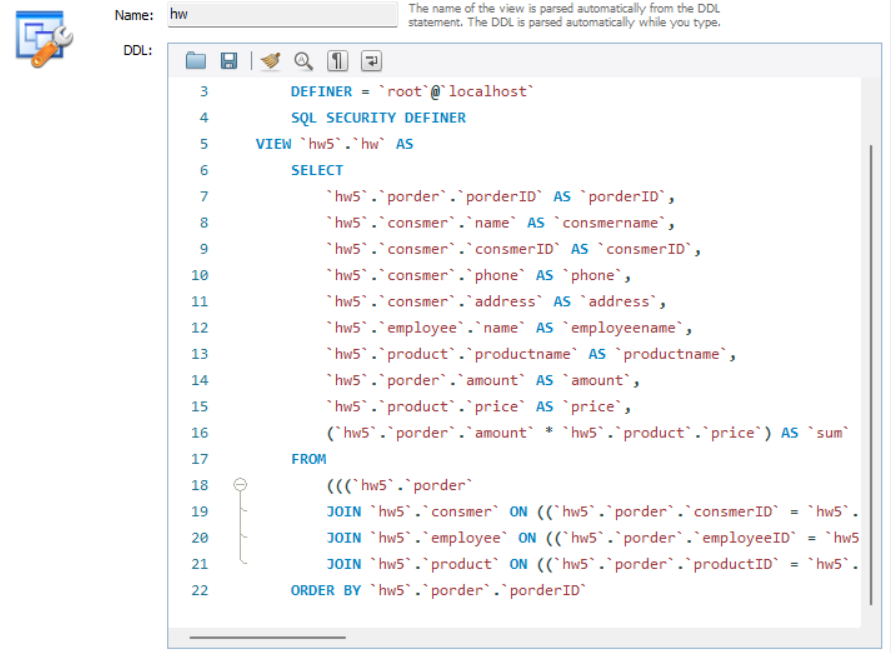 Name: hw The name of the view is parsed automatically from the DDL
statement. The DDL is parsed automatically while you type.
DDL:
3 DEFINER = `root`@`localhost`
4 SQL SECURITY DEFINER
5 VIEW `hw5`.`hw` AS
6 SELECT
7 `hw5`.`porder`.`porderID` AS `porderID`,
8 `hw5`.`consmer`.`name` AS `consmername`,
9 `hw5`.`consmer`.`consmerID` AS `consmerID`,
10 `hw5`.`consmer`.`phone` AS `phone`,
11 `hw5`.`consmer`.`address` AS `address`,
12 `hw5`.`employee`.`name` AS `employeename`,
13 `hw5`.`product`.`productname` AS `productname`,
14 `hw5`.`porder`.`amount` AS `amount`,
15 `hw5`.`product`.`price` AS `price`,
16 (`hw5`.`porder`.`amount` * `hw5`.`product`.`price`) AS `sum`
17 FROM
18 (((`hw5`.`porder`
19 JOIN `hw5`.`consmer` ON ((`hw5`.`porder`.`consmerID` = `hw5`.
20 JOIN `hw5`.`employee` ON ((`hw5`.`porder`.`employeeID` = `hw5
21 JOIN `hw5`.`product` ON ((`hw5`.`porder`.`productID` = `hw5`.
22 ORDER BY `hw5`.`porder`.`porderID`